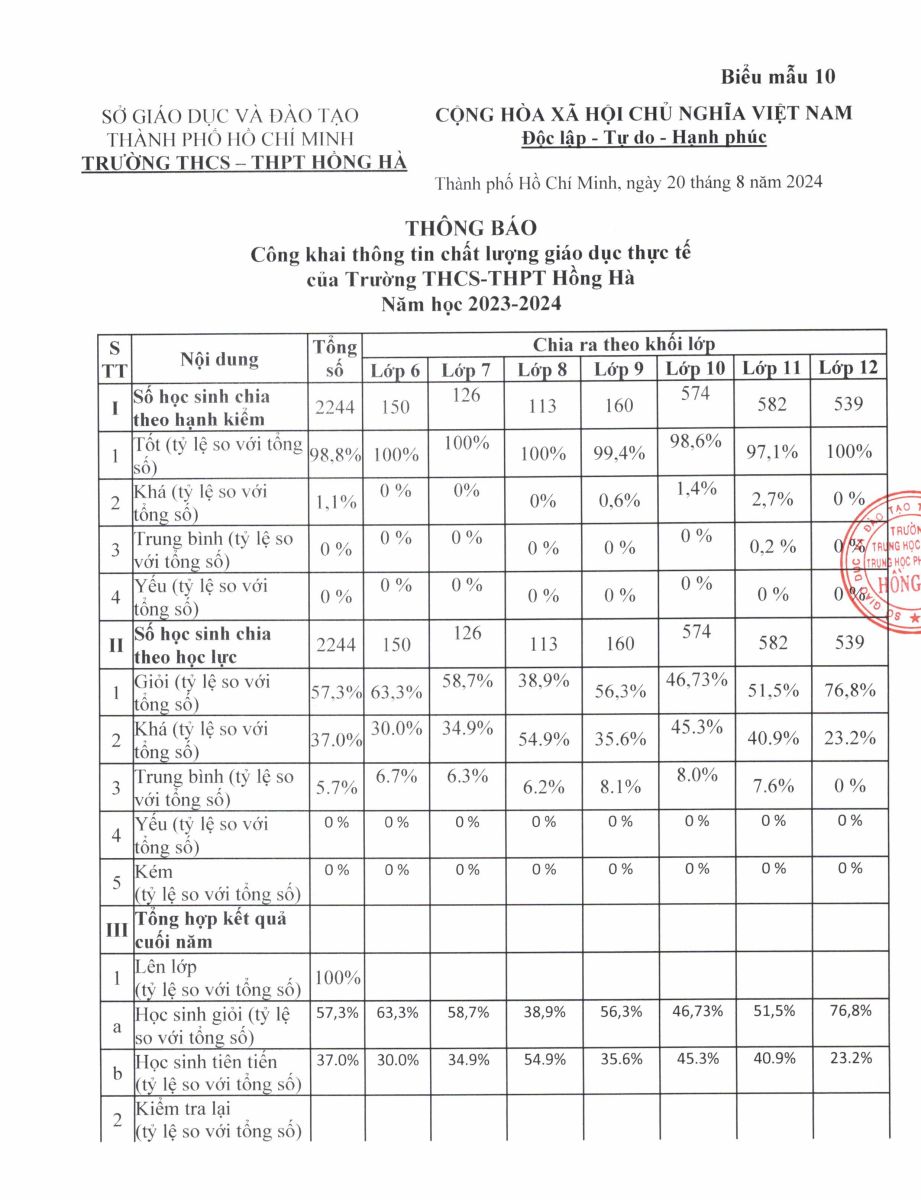 Biểu mẫu 10
SỞ GIÁO DỤC VÀ ĐÀO TẠO
THÀNH PHỐ HỒ CHÍ MINH
TRƯỜNG THCS – THPT HỒNG HÀ
CỘNG HÒA XÃ HỘI CHỦ NGHĨA VIỆT NAM
Độc lập - Tự do - Hạnh phúc
Thành phố Hồ Chí Minh, ngày 20 tháng 8 năm 2024
THÔNG BÁO
Công khai thông tin chất lượng giáo dục thực tế
của Trường THCS-THPT Hồng Hà
Năm học 2023-2024
S TT Nội dung Tổng số Chia ra theo khối lớp
Lớp 6 Lớp 7 Lớp 8 Lớp 9 Lớp 10 Lớp 11 Lớp 12
I Số học sinh chia theo hạnh kiểm 2244 150 126 113 160 574 582 539
1 Tốt (tỷ lệ so với tổng số) 98,8% 100% 100% 100% 99,4% 98,6% 97,1% 100%
2 Khá (tỷ lệ so với tổng số) 1,1% 0 % 0% 0% 0,6% 1,4% 2,7% 0 %
3 Trung bình (tỷ lệ so với tổng số) 0 % 0 % 0 % 0 % 0 % 0 % 0,2 % 0 %
4 Yếu (tỷ lệ so với tổng số) 0 % 0 % 0 % 0 % 0 % 0 % 0 % 0 %
II Số học sinh chia theo học lực 2244 150 126 113 160 574 582 539
1 Giỏi (tỷ lệ so với tổng số) 57,3% 63,3% 58,7% 38,9% 56,3% 46,73% 51,5% 76,8%
2 Khá (tỷ lệ so với tổng số) 37.0% 30.0% 34.9% 54.9% 35.6% 45.3% 40.9% 23.2%
3 Trung bình (tỷ lệ so với tổng số) 5.7% 6.7% 6.3% 6.2% 8.1% 8.0% 7.6% 0 %
4 Yếu (tỷ lệ so với tổng số) 0 % 0 % 0 % 0 % 0 % 0 % 0 % 0 %
5 Kém (tỷ lệ so với tổng số) 0 % 0 % 0 % 0 % 0 % 0 % 0 % 0 %
III Tổng hợp kết quả cuối năm
1 Lên lớp (tỷ lệ so với tổng số) 100%
a Học sinh giỏi (tỷ lệ so với tổng số) 57,3% 63,3% 58,7% 38,9% 56,3% 46,73% 51,5% 76,8%
b Học sinh tiên tiến (tỷ lệ so với tổng số) 37.0% 30.0% 34.9% 54.9% 35.6% 45.3% 40.9% 23.2%
2 Kiểm tra lại (tỷ lệ so với tổng số)
SỞ GIÁO DỤC VÀ ĐÀO TẠO
TRUNG HỌC
TRUNG HỌC
HỒNG